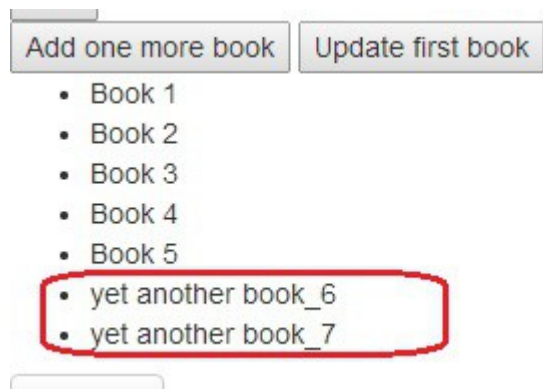 Add one more book Update first book
• Book 1
• Book 2
• Book 3
• Book 4
• Book 5
• yet another book_6
• yet another book_7